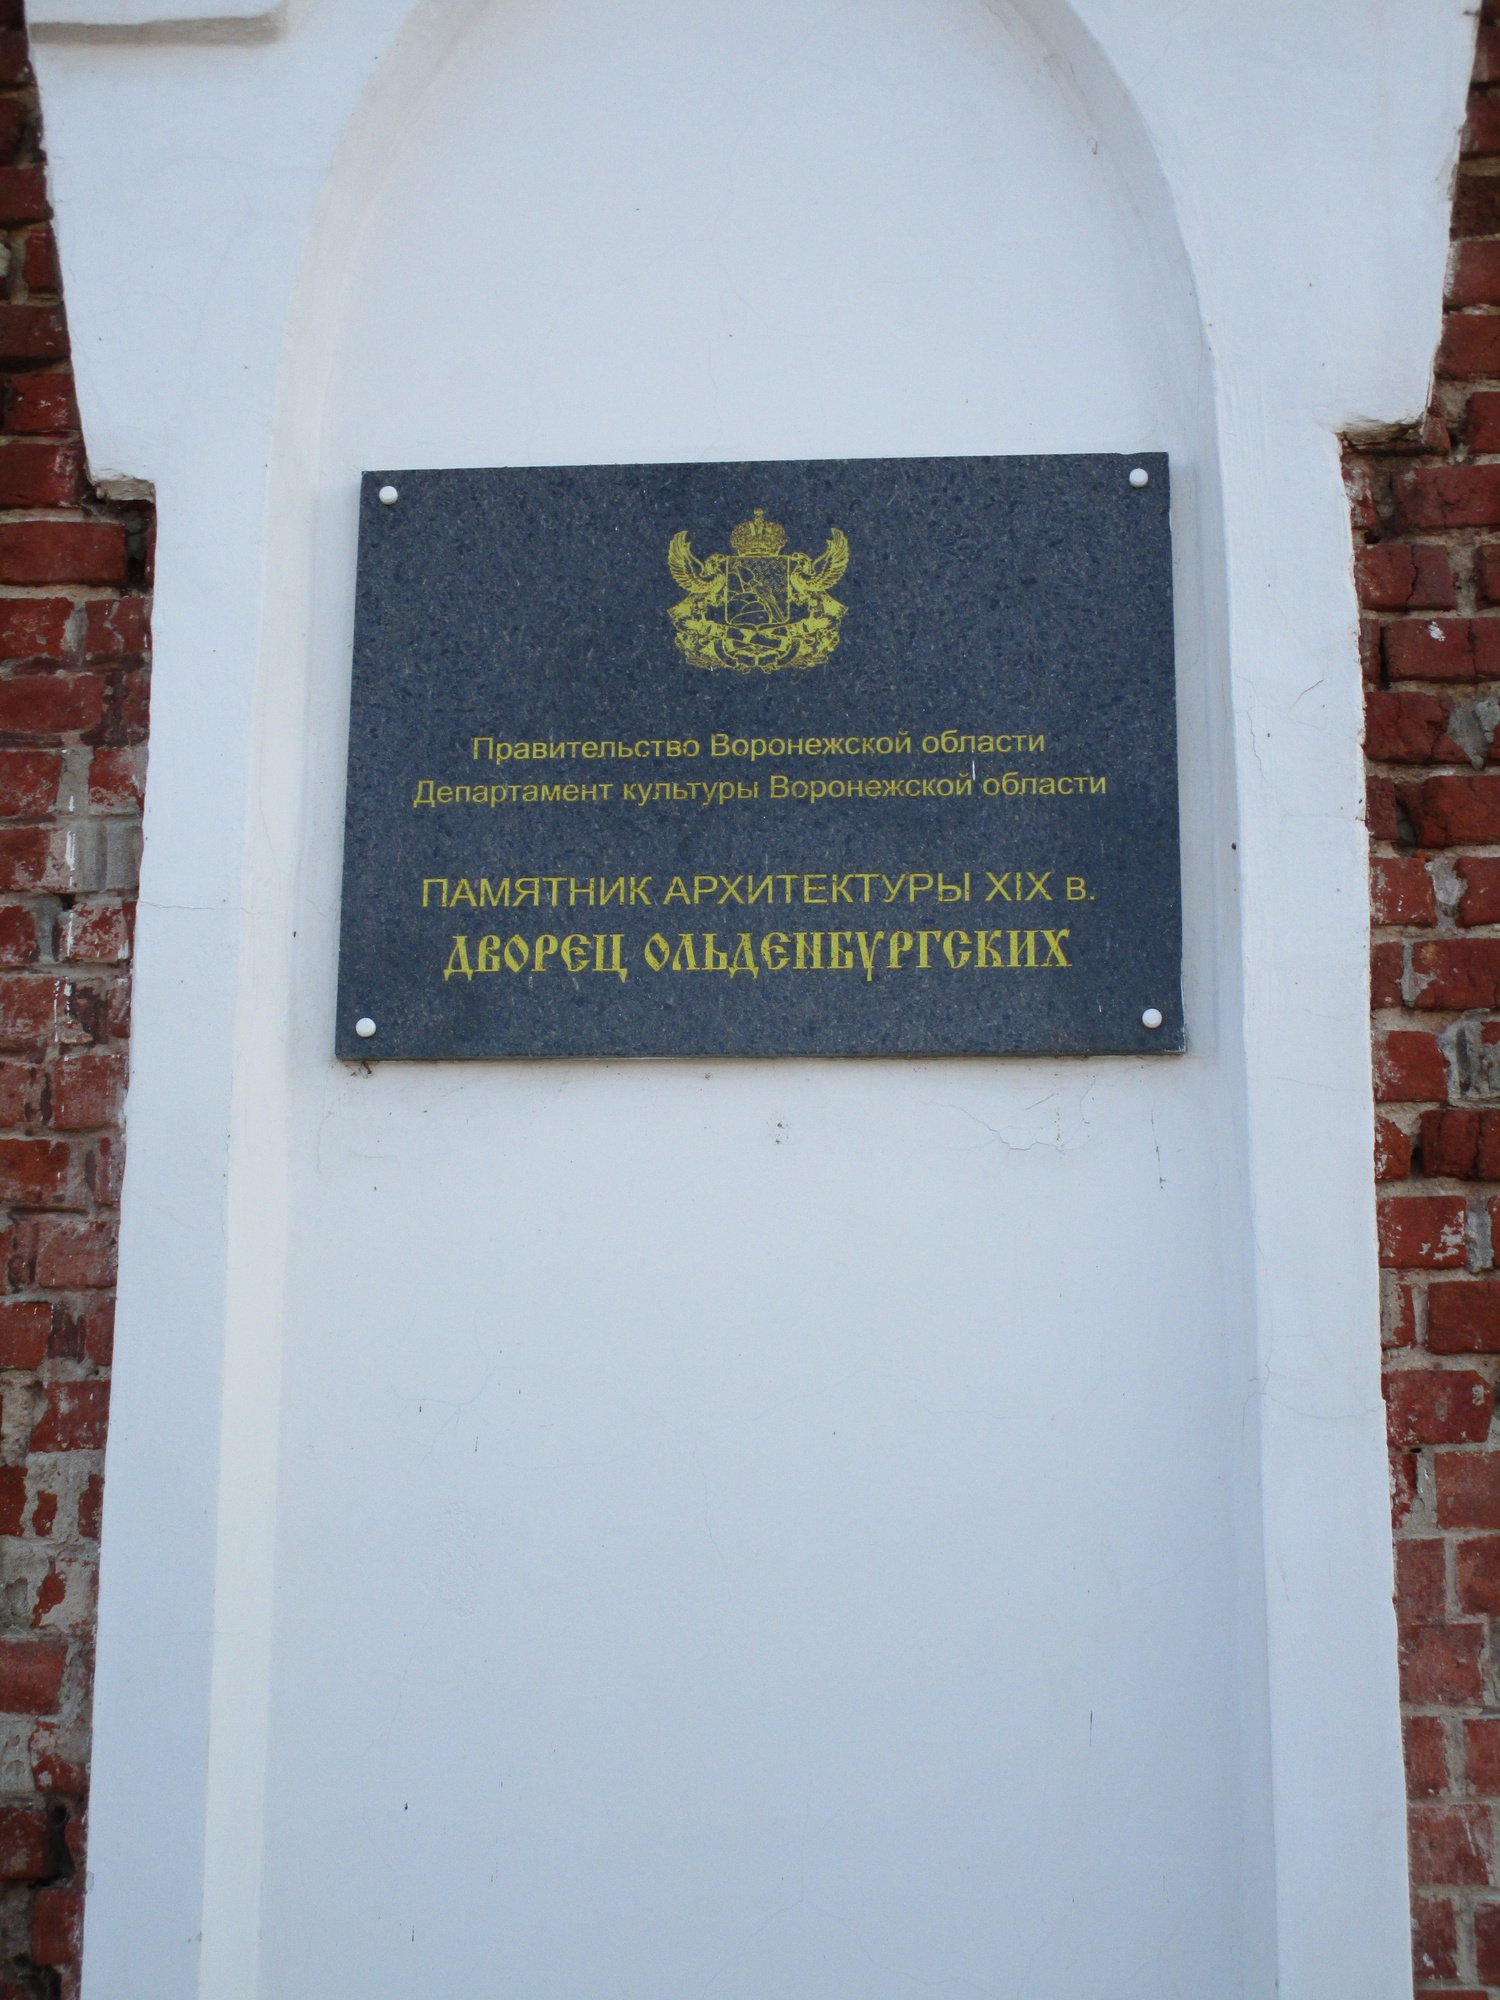 Правительство Воронежской области
Департамент культуры Воронежской области
ПАМЯТНИК АРХИТЕКТУРЫ XIX в.
ДВОРЕЦ ОЛЬДЕНБУРГСКИХ